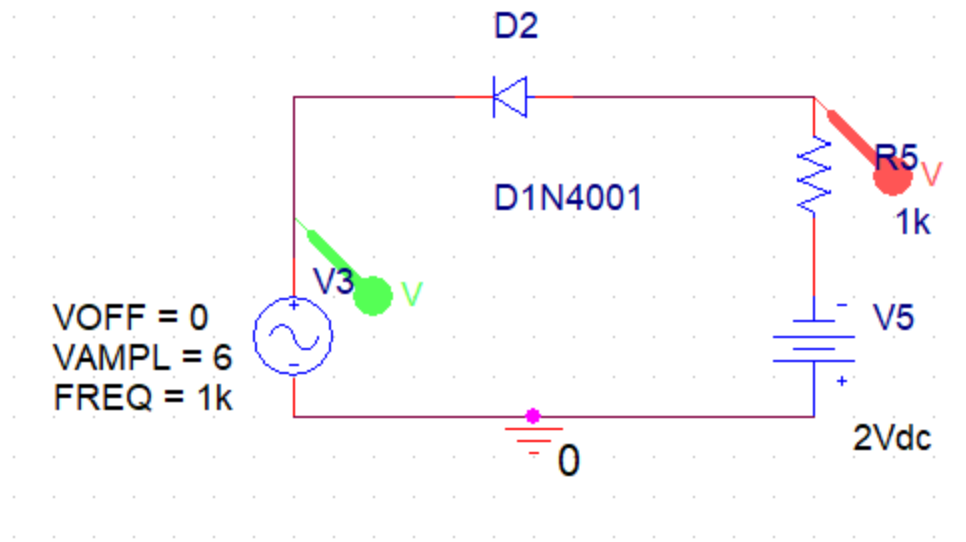 D2
D1N4001
R5
V
1k
V3
V
VOFF = 0
VAMPL = 6
FREQ = 1k
+
-
-
V5
+
2Vdc
0